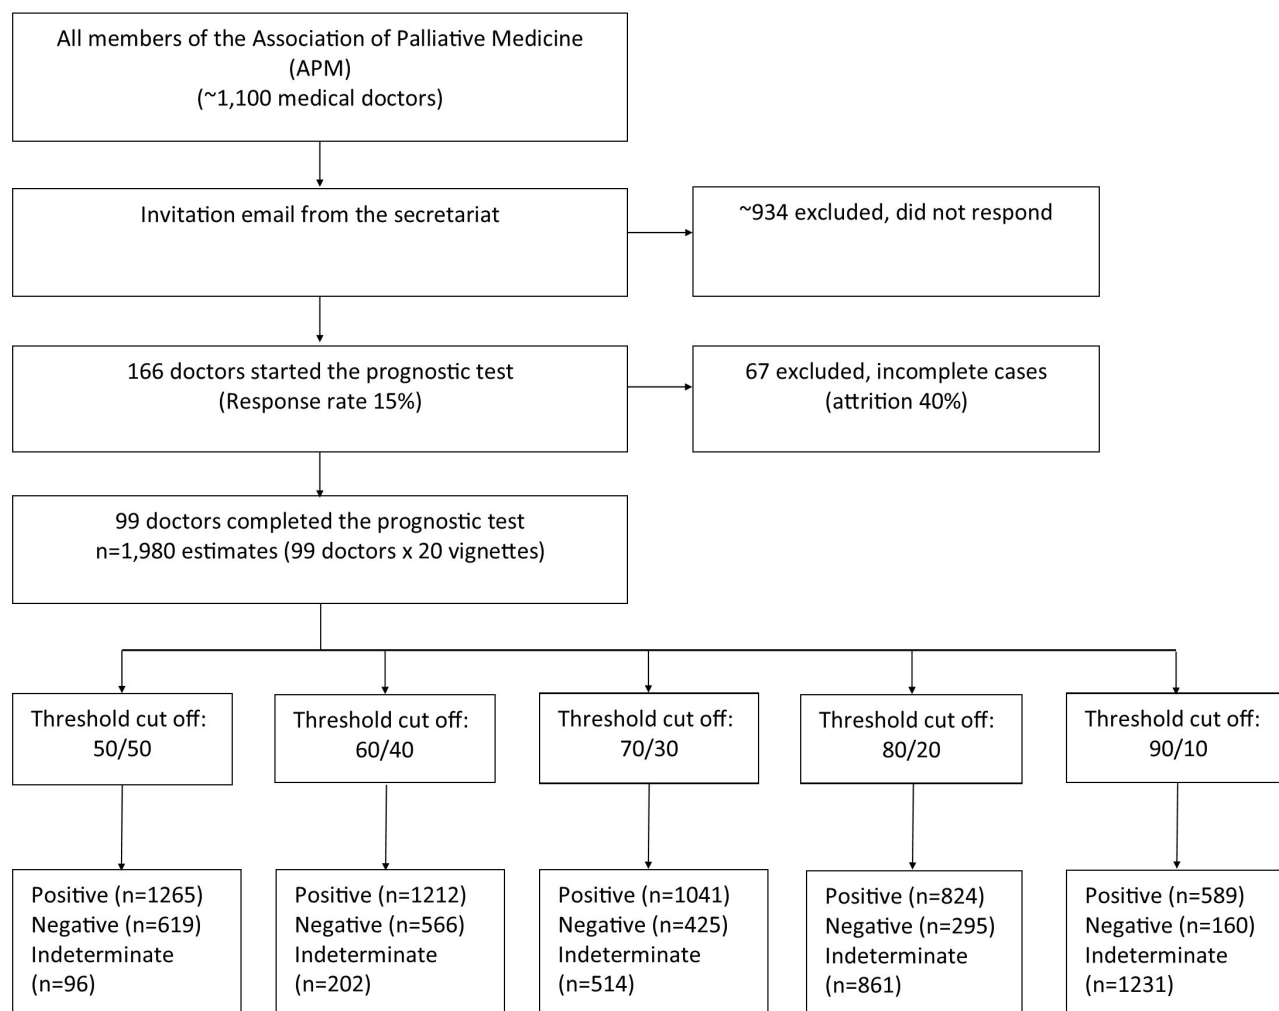 All members of the Association of Palliative Medicine
(APM)
(~1,100 medical doctors)
Invitation email from the secretariat
~934 excluded, did not respond
166 doctors started the prognostic test
(Response rate 15%)
67 excluded, incomplete cases
(attrition 40%)
99 doctors completed the prognostic test
n=1,980 estimates (99 doctors x 20 vignettes)
Threshold cut off:
50/50
Threshold cut off:
60/40
Threshold cut off:
70/30
Threshold cut off:
80/20
Threshold cut off:
90/10
Positive (n=1265)
Negative (n=619)
Indeterminate
(n=96)
Positive (n=1212)
Negative (n=566)
Indeterminate
(n=202)
Positive (n=1041)
Negative (n=425)
Indeterminate
(n=514)
Positive (n=824)
Negative (n=295)
Indeterminate
(n=861)
Positive (n=589)
Negative (n=160)
Indeterminate
(n=1231)